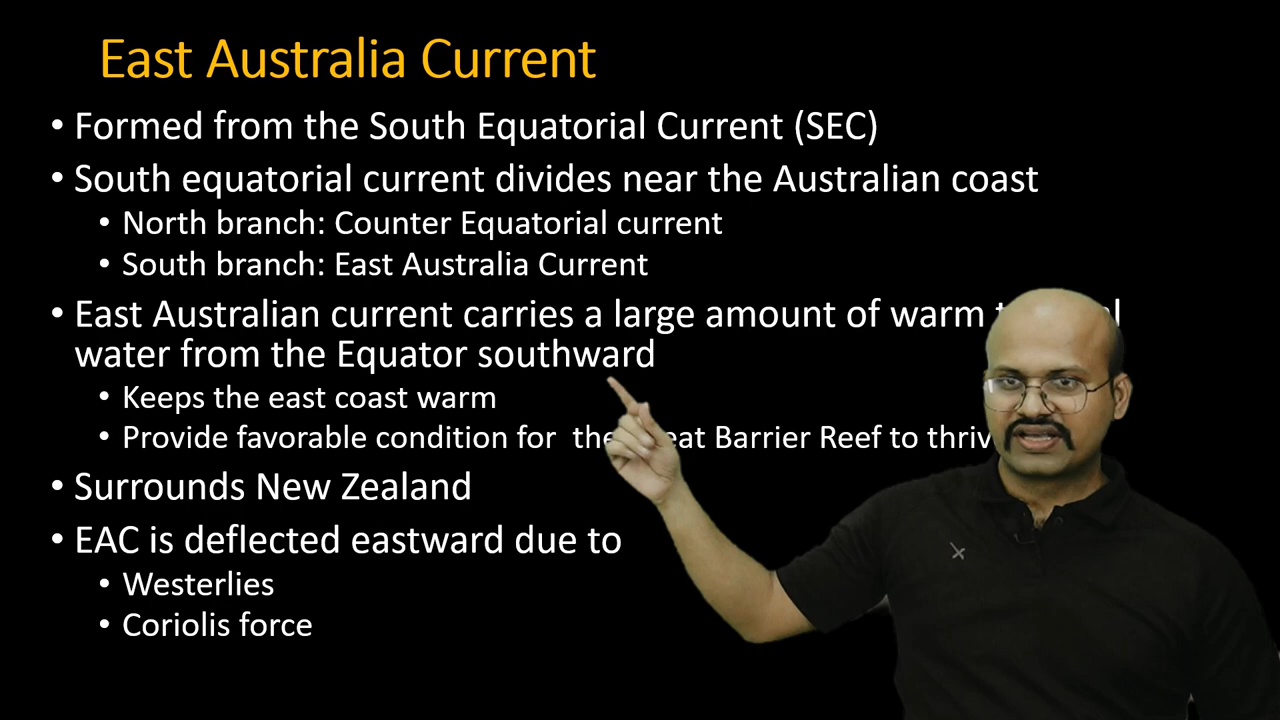 East Australia Current
• Formed from the South Equatorial Current (SEC)
• South equatorial current divides near the Australian coast
• North branch: Counter Equatorial current
• South branch: East Australia Current
• East Australian current carries a large amount of warm
water from the Equator southward
• Keeps the east coast warm
• Provide favorable condition for the Barrier Reef to
• Surrounds New Zealand
• EAC is deflected eastward due to
• Westerlies
• Coriolis force